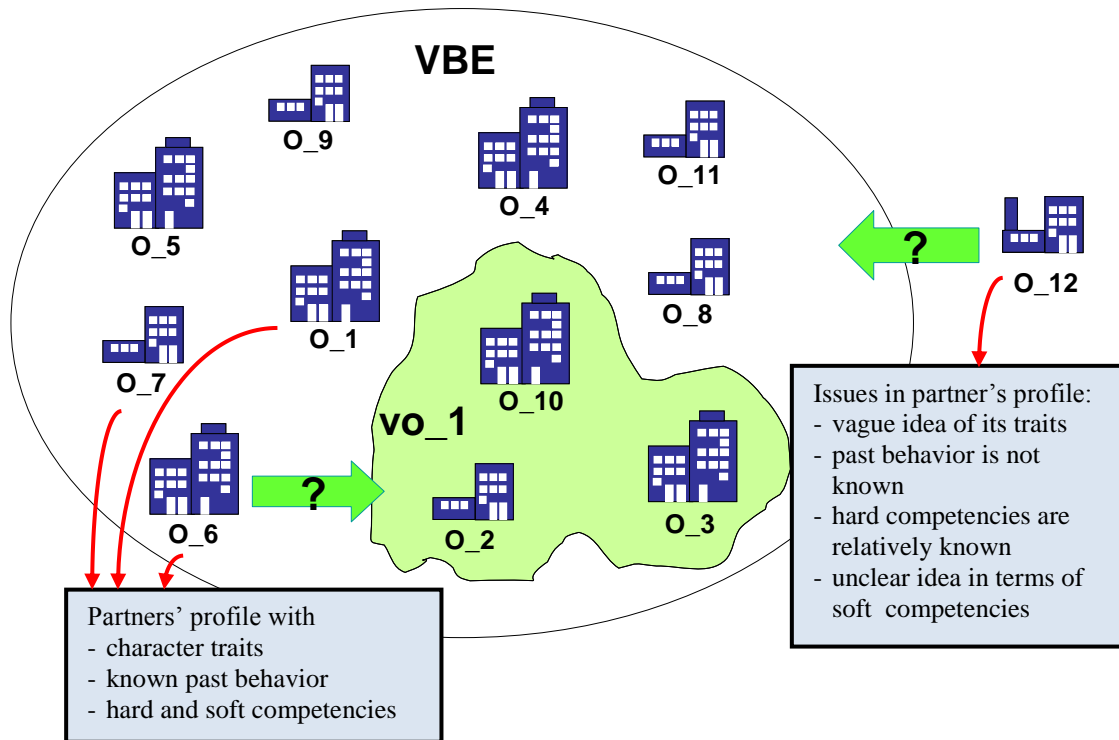 VBE
O_9
O_4
O_11
O_5
?
O_12
O_1
O_8
O_7
O_10
vo_1
O_6
?
O_2
O_3
Issues in partner's profile:
- vague idea of its traits
- past behavior is not
known
- hard competencies are
relatively known
- unclear idea in terms of
soft competencies
Partners' profile with
- character traits
- known past behavior
- hard and soft competencies